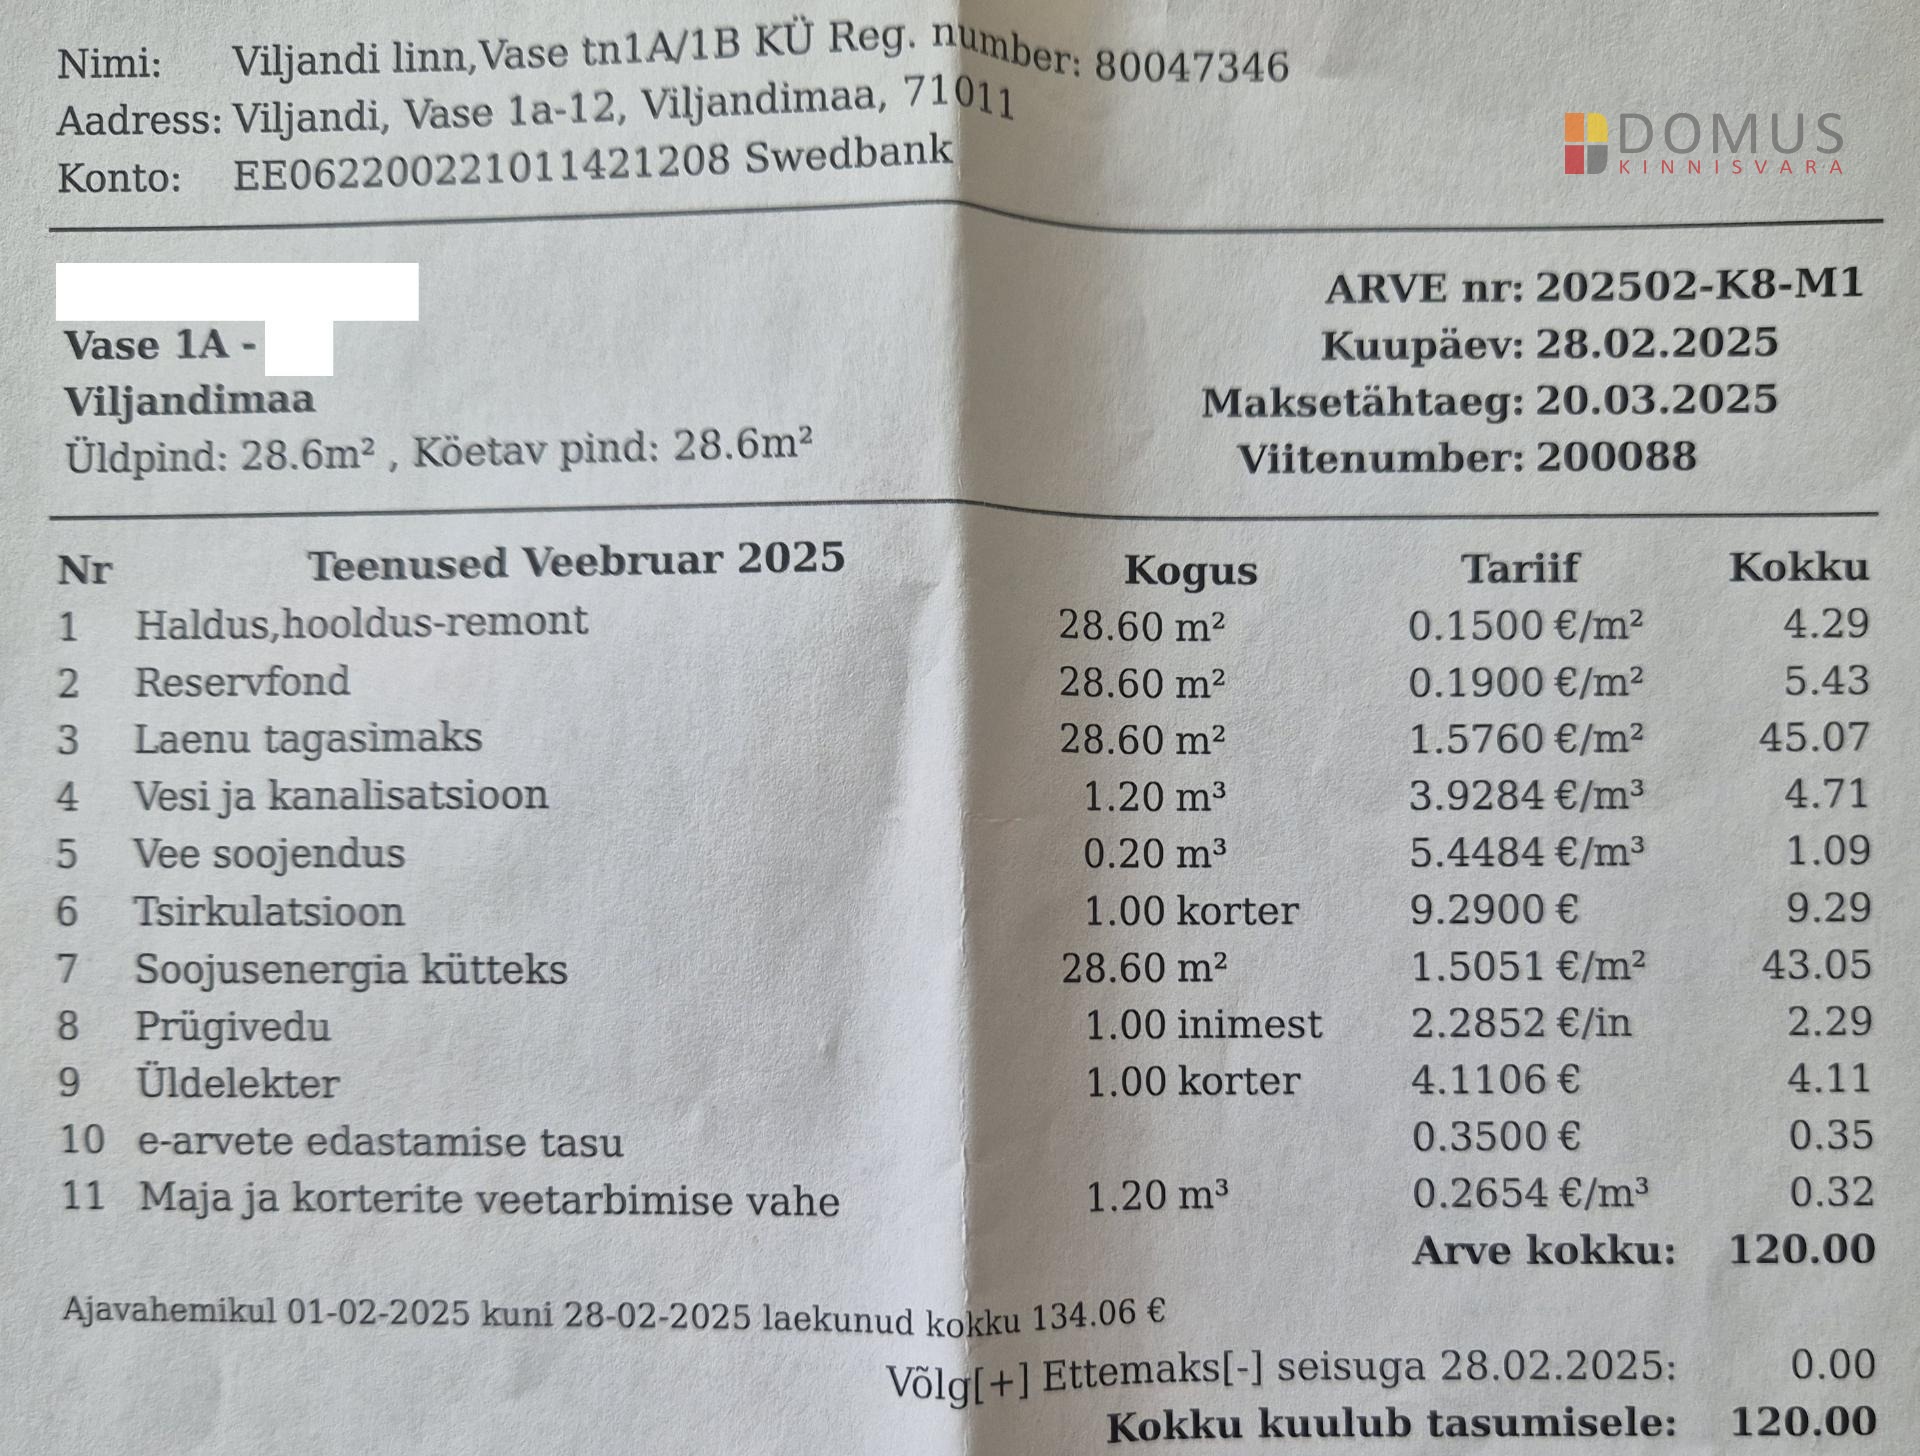 Nimi: Viljandi linn,Vase tn1A/1B KÜ Reg. number: 80047346
Aadress: Viljandi, Vase 1a-12, Viljandimaa, 71011
Konto: EE062200221011421208 Swedbank
DOMUS
KINNISVARA
Vase 1A -
Viljandimaa
Üldpind: 28.6m² , Köetav pind: 28.6m²
ARVE nr: 202502-K8-M1
Kuupäev: 28.02.2025
Maksetähtaeg: 20.03.2025
Viitenumber: 200088
Nr Teenused Veebruar 2025 Kogus Tariif Kokku
1 Haldus,hooldus-remont 28.60 m² 0.1500 €/m² 4.29
2 Reservfond 28.60 m² 0.1900 €/m² 5.43
3 Laenu tagasimaks 28.60 m² 1.5760 €/m² 45.07
4 Vesi ja kanalisatsioon 1.20 m³ 3.9284 €/m³ 4.71
5 Vee soojendus 0.20 m³ 5.4484 €/m³ 1.09
6 Tsirkulatsioon 1.00 korter 9.2900 € 9.29
7 Soojusenergia kütteks 28.60 m² 1.5051 €/m² 43.05
8 Prügivedu 1.00 inimest 2.2852 €/in 2.29
9 Üldelekter 1.00 korter 4.1106 € 4.11
10 e-arvete edastamise tasu 0.3500 € 0.35
11 Maja ja korterite veetarbimise vahe 1.20 m³ 0.2654 €/m³ 0.32
Arve kokku: 120.00
Ajavahemikul 01-02-2025 kuni 28-02-2025 laekunud kokku 134.06 €
Võlg[+] Ettemaks[-] seisuga 28.02.2025: 0.00
Kokku kuulub tasumisele: 120.00